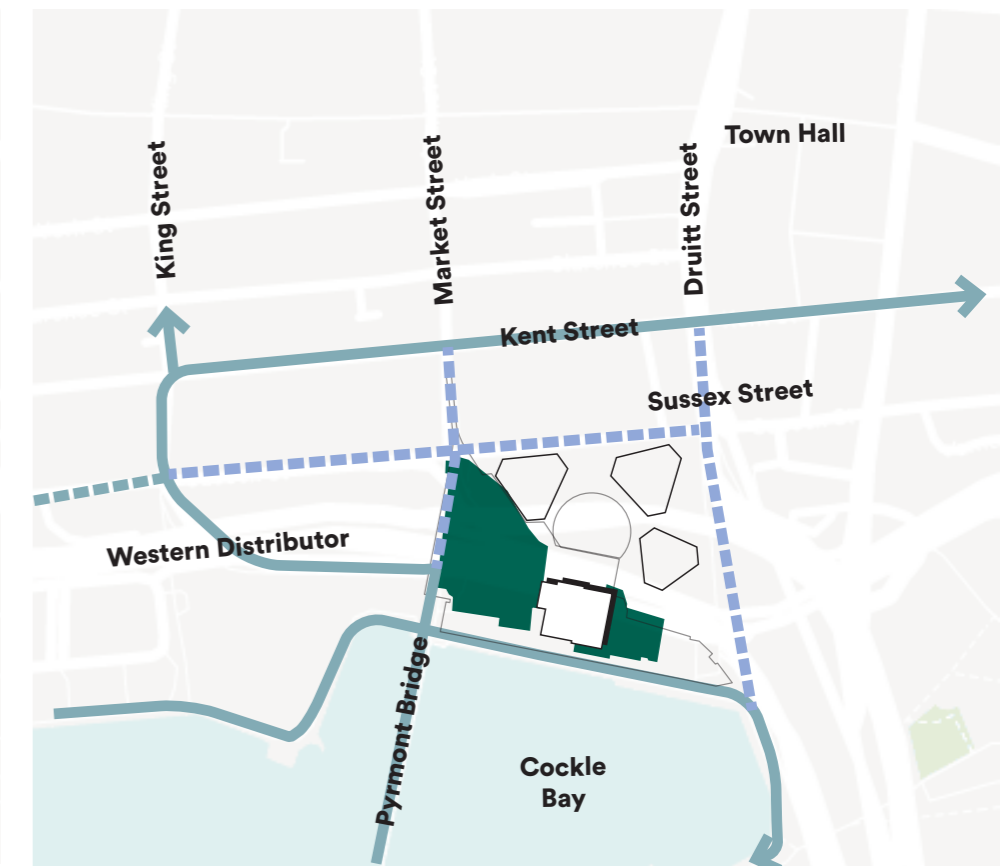 Town Hall
King Street
Market Street
Druitt Street
Kent Street
Sussex Street
Western Distributor
Pyrmont Bridge
Cockle
Bay